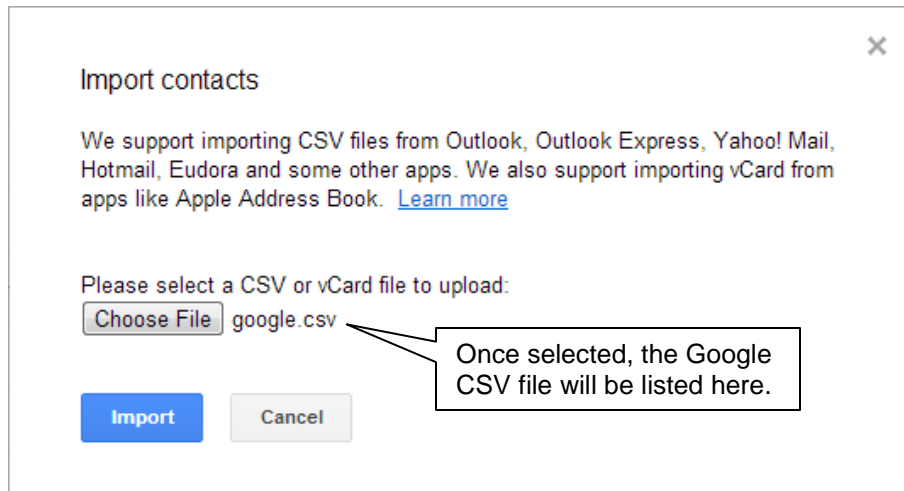 Import contacts
We support importing CSV files from Outlook, Outlook Express, Yahoo! Mail,
Hotmail, Eudora and some other apps. We also support importing vCard from
apps like Apple Address Book. Learn more
Please select a CSV or vCard file to upload:
Choose File google.csv
Once selected, the Google
CSV file will be listed here.
Import Cancel